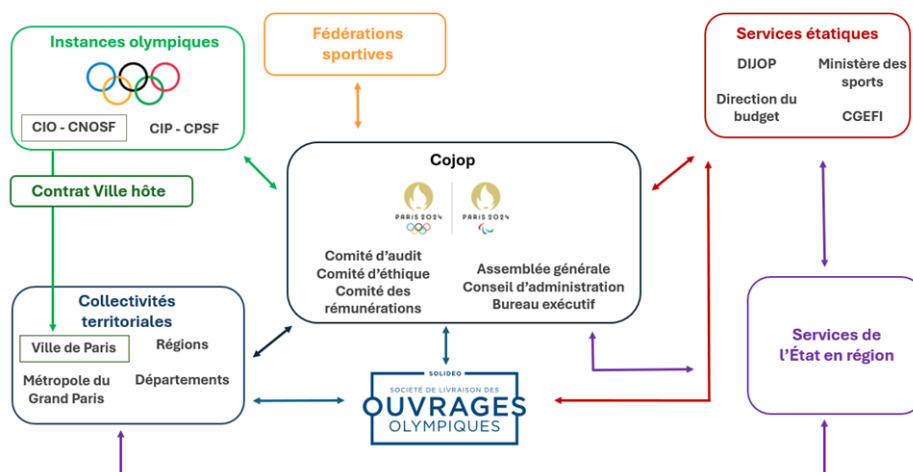 Instances olympiques
CIO - CNOSF
CIP - CPSF
Fédérations
sportives
Services étatiques
DIJOP
Ministère des
sports
Direction du
budget
CGEFI
Contrat Ville hôte
Cojop
PARIS 2024
PARIS 2024
Comité d'audit
Comité d'éthique
Comité des
rémunérations
Assemblée générale
Conseil d'administration
Bureau exécutif
Collectivités
territoriales
Ville de Paris
Régions
Métropole du
Grand Paris
Départements
SOLIDEO
SOCIÉTÉ DE LIVRAISON DES
OUVRAGES
OLYMPIQUES
Services de
l'État en région